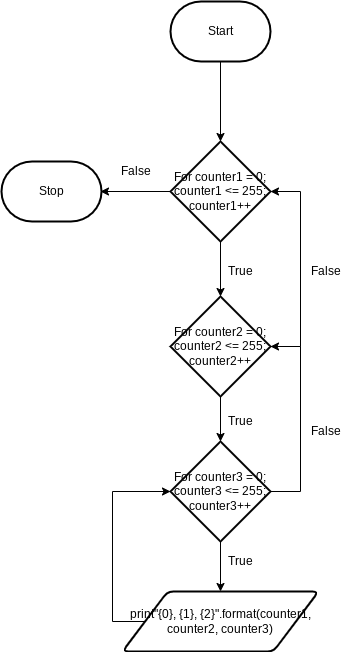 Start
For counter1 = 0;
counter1 <= 255;
counter1++
False
Stop
True
False
For counter2 = 0;
counter2 <= 255;
counter2++
True
False
For counter3 = 0;
counter3 <= 255;
counter3++
True
print"{0}, {1}, {2}".format(counter1,
counter2, counter3)